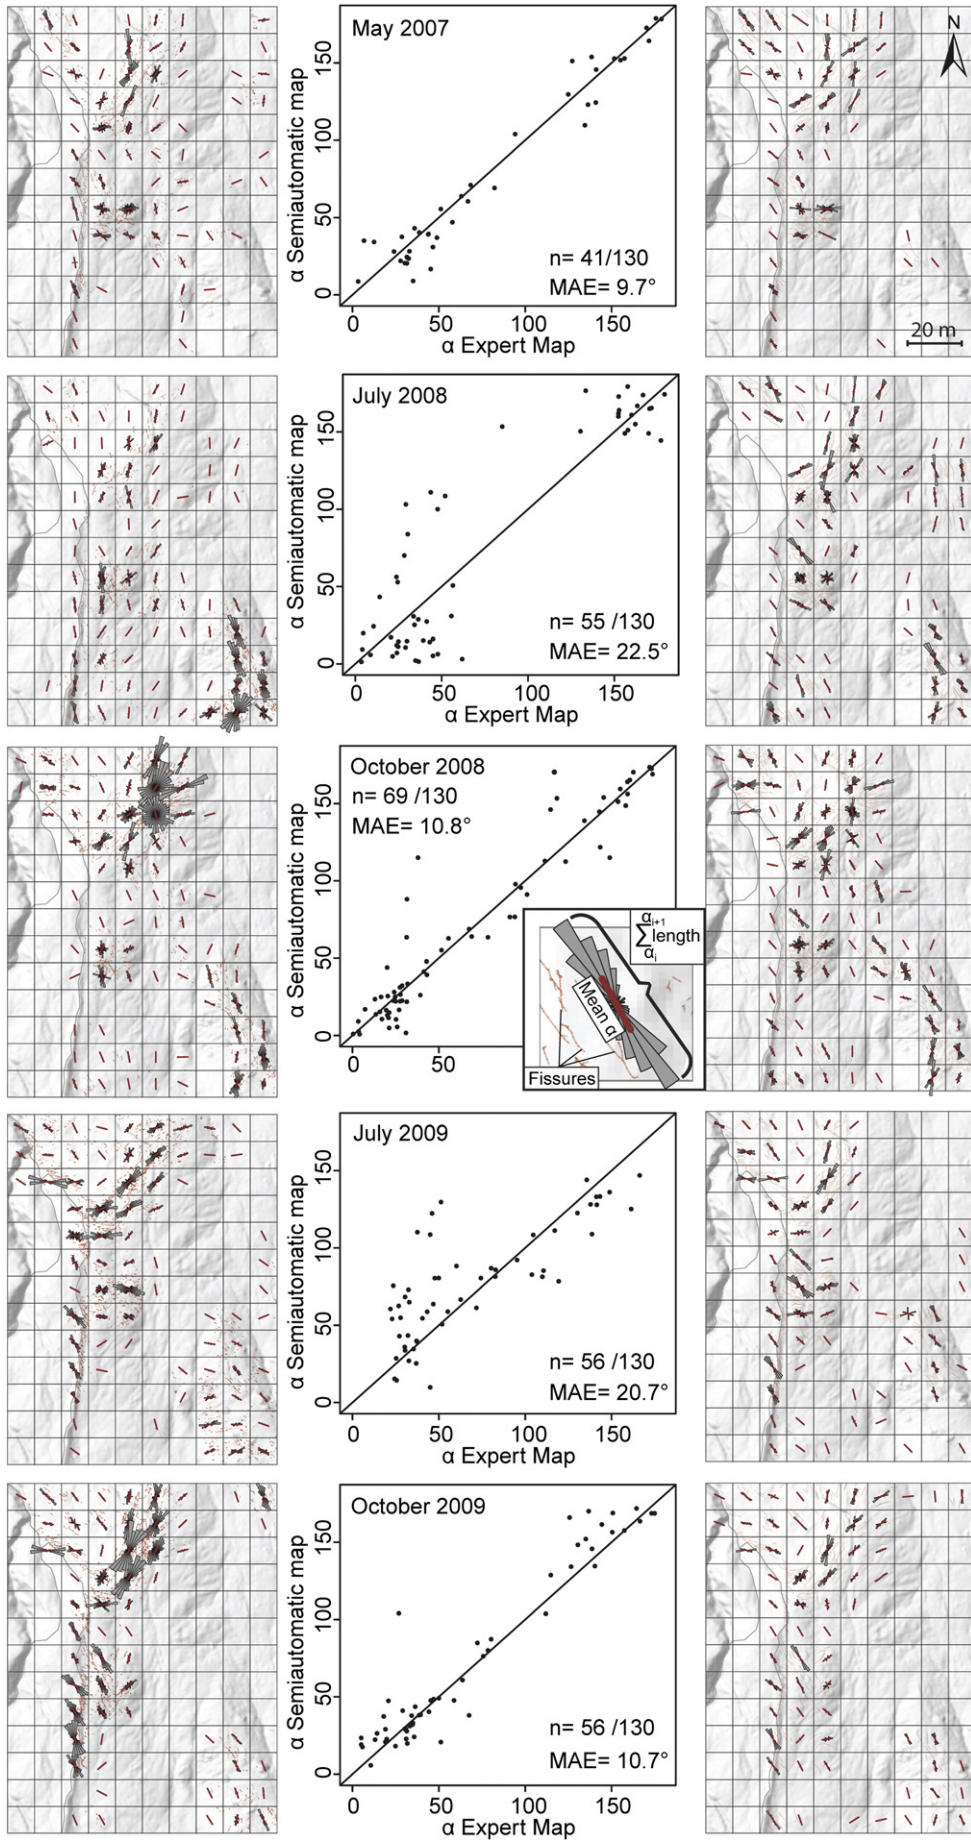 May 2007
α Semiautomatic map
150
100
50
0
n= 41/130
MAE= 9.7°
0
50
100
150
α Expert Map
N
20 m
July 2008
α Semiautomatic map
150
100
50
0
n= 55 /130
MAE= 22.5°
0
50
100
150
α Expert Map
October 2008
n= 69 /130
MAE= 10.8°
α Semiautomatic map
150
100
50
0
0
50
α Expert Map
αi+1
∑length
αi
Mean α
Fissures
July 2009
α Semiautomatic map
150
100
50
0
n= 56 /130
MAE= 20.7°
0
50
100
150
α Expert Map
October 2009
α Semiautomatic map
150
100
50
0
n= 56 /130
MAE= 10.7°
0
50
100
150
α Expert Map